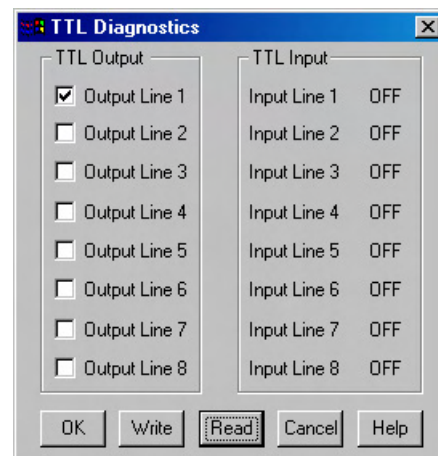 TTL Diagnostics
TTL Output
Output Line 1
Output Line 2
Output Line 3
Output Line 4
Output Line 5
Output Line 6
Output Line 7
Output Line 8
TTL Input
Input Line 1 OFF
Input Line 2 OFF
Input Line 3 OFF
Input Line 4 OFF
Input Line 5 OFF
Input Line 6 OFF
Input Line 7 OFF
Input Line 8 OFF
OK Write Read Cancel Help